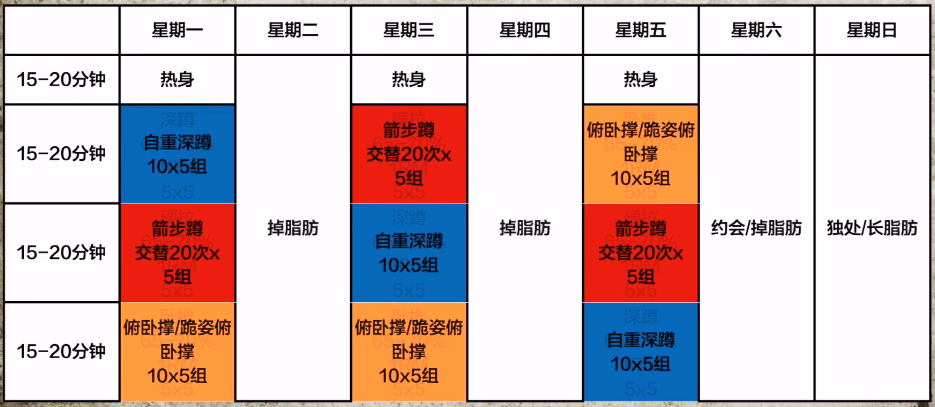 星期一 星期二 星期三 星期四 星期五 星期六 星期日
15-20分钟 热身 热身 热身
15-20分钟
自重深蹲
10x5组
箭步蹲
交替20次x
5组
俯卧撑/跪姿俯
卧撑
10x5组
15-20分钟
箭步蹲
交替20次x
5组
掉脂肪
自重深蹲
10x5组
掉脂肪
箭步蹲
交替20次x
5组
约会/掉脂肪
独处/长脂肪
15-20分钟
俯卧撑/跪姿俯
卧撑
10x5组
俯卧撑/跪姿俯
卧撑
10x5组
自重深蹲
10x5组